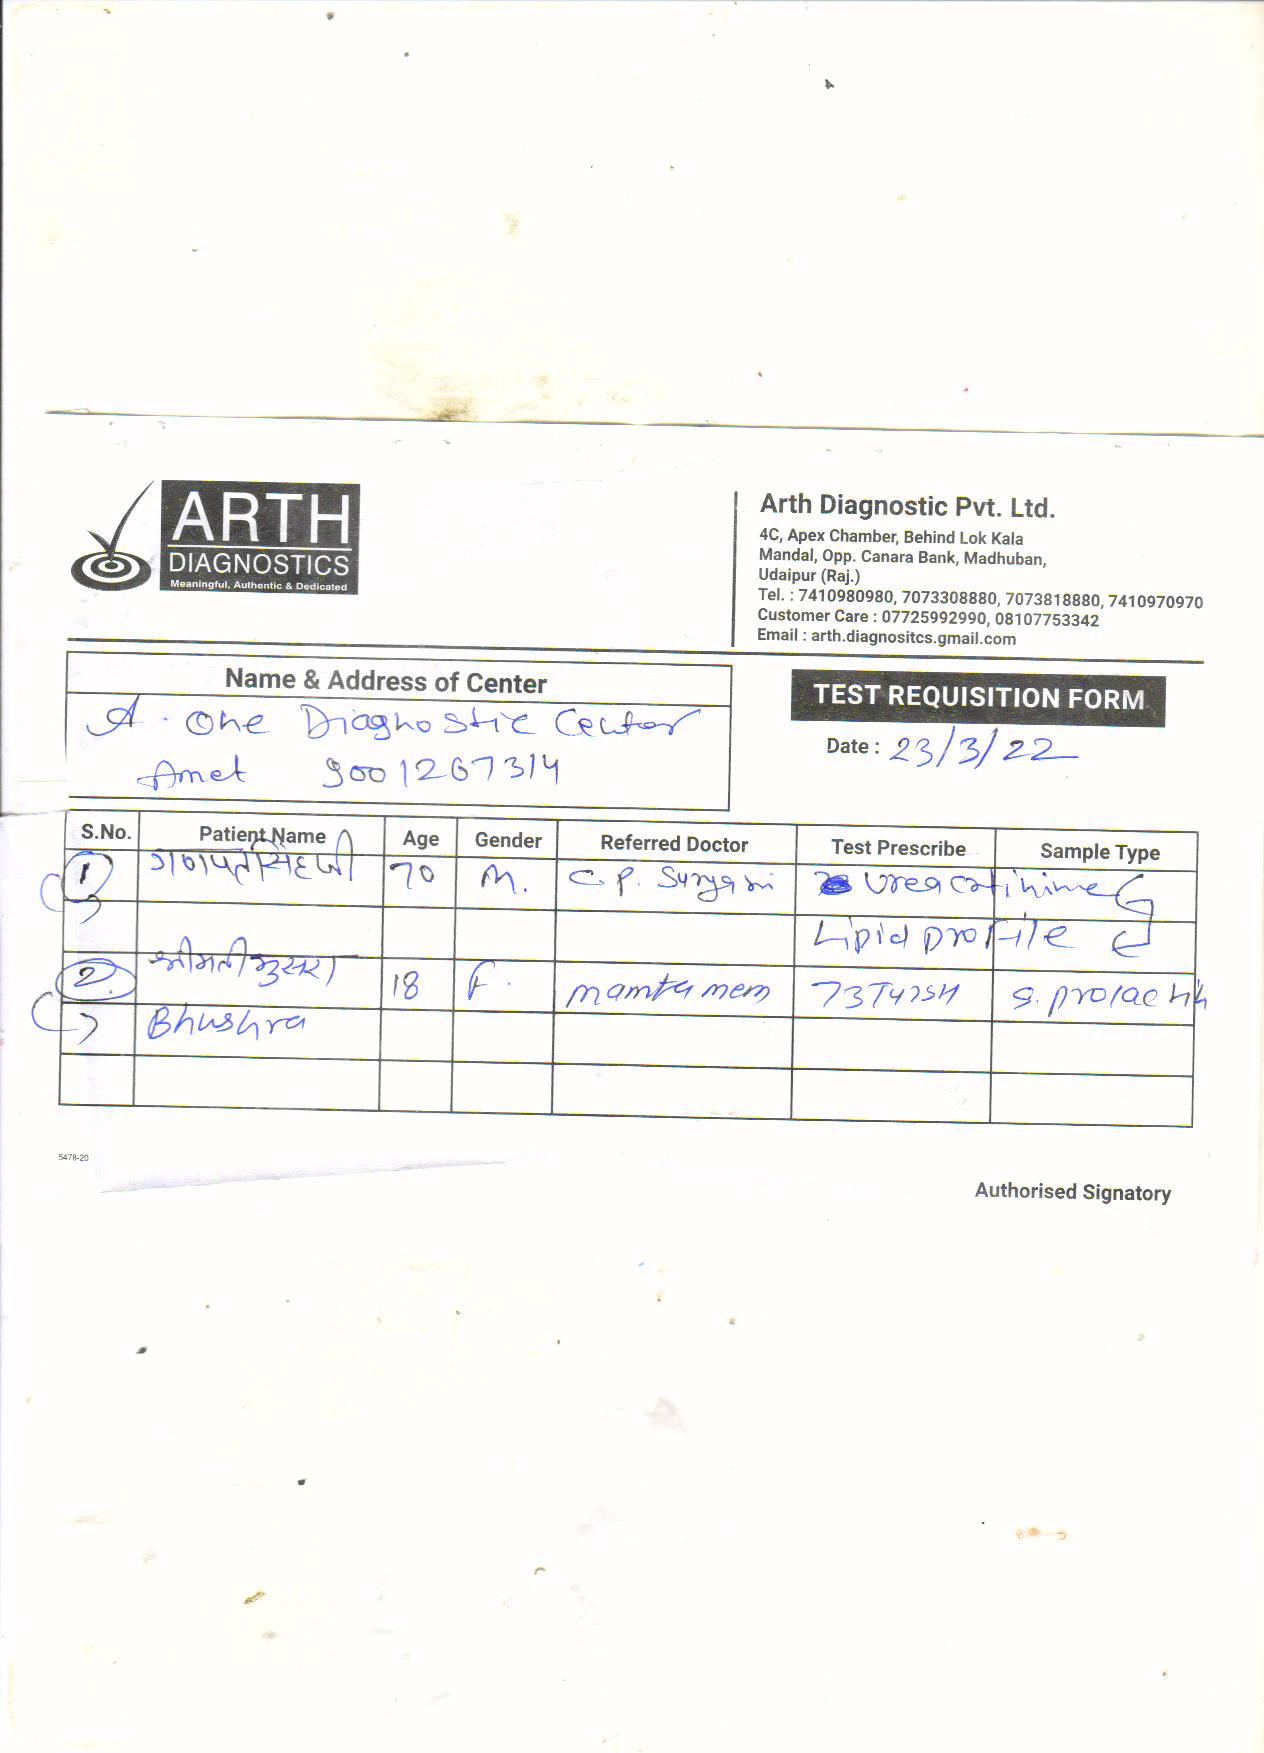 ARTH
DIAGNOSTICS
Meaningful, Authentic & Dedicated
Arth Diagnostic Pvt. Ltd.
4C, Apex Chamber, Behind Lok Kala
Mandal, Opp. Canara Bank, Madhuban,
Udaipur (Raj.)
Tel. : 7410980980, 7073308880, 7073818880, 7410970970
Customer Care : 07725992990, 08107753342
Email : arth.diagnositcs.gmail.com
Name & Address of Center
A. One Diagnostic Center
Amet 9001267314
TEST REQUISITION FORM
Date : 23/3/22
S.No. Patient Name Age Gender Referred Doctor Test Prescribe Sample Type
1 गणपतसिंहजी 70 M. C.P. Suryani Urea
Lipid profile
2. श्रीमती 18 F. mamta mem S. prolactin
Bhushra
5478-20
Authorised Signatory